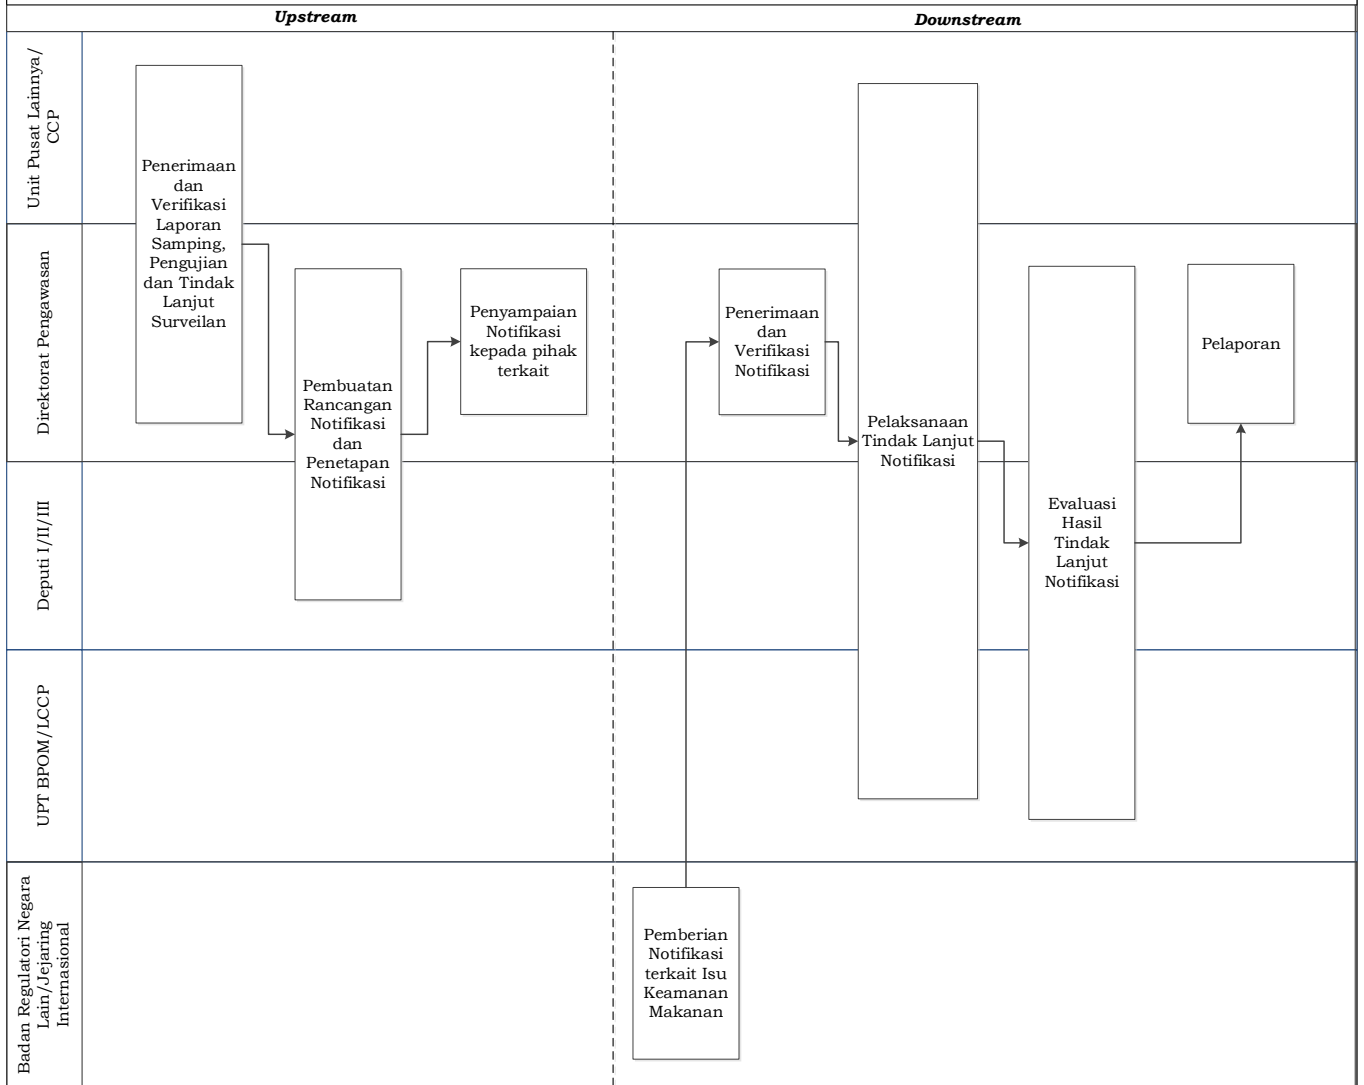 Upstream
Downstream
Unit Pusat Lainnya/
CCP
Penerimaan
dan
Verifikasi
Laporan
Samping,
Pengujian
dan Tindak
Lanjut
Surveilan
Direktorat Pengawasan
Pembuatan
Rancangan
Notifikasi
dan
Penetapan
Notifikasi
Penyampaian
Notifikasi
kepada pihak
terkait
Penerimaan
dan
Verifikasi
Notifikasi
Pelaksanaan
Tindak Lanjut
Notifikasi
Evaluasi
Hasil
Tindak
Lanjut
Notifikasi
Pelaporan
Deputi I/II/III
UPT BPOM/LCCP
Badan Regulatori Negara
Lain/Jejaring
Internasional
Pemberian
Notifikasi
terkait Isu
Keamanan
Makanan